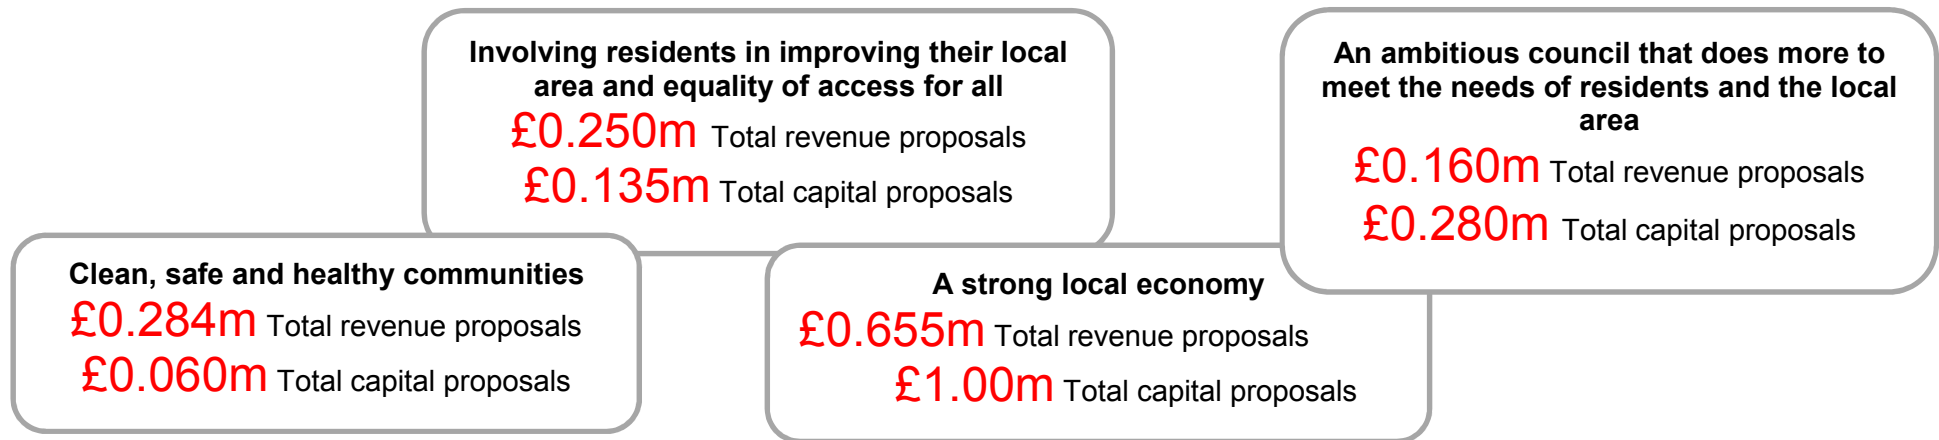 Involving residents in improving their local
area and equality of access for all
£0.250m Total revenue proposals
£0.135m Total capital proposals
An ambitious council that does more to
meet the needs of residents and the local
area
£0.160m Total revenue proposals
£0.280m Total capital proposals
Clean, safe and healthy communities
£0.284m Total revenue proposals
£0.060m Total capital proposals
A strong local economy
£0.655m Total revenue proposals
£1.00m Total capital proposals